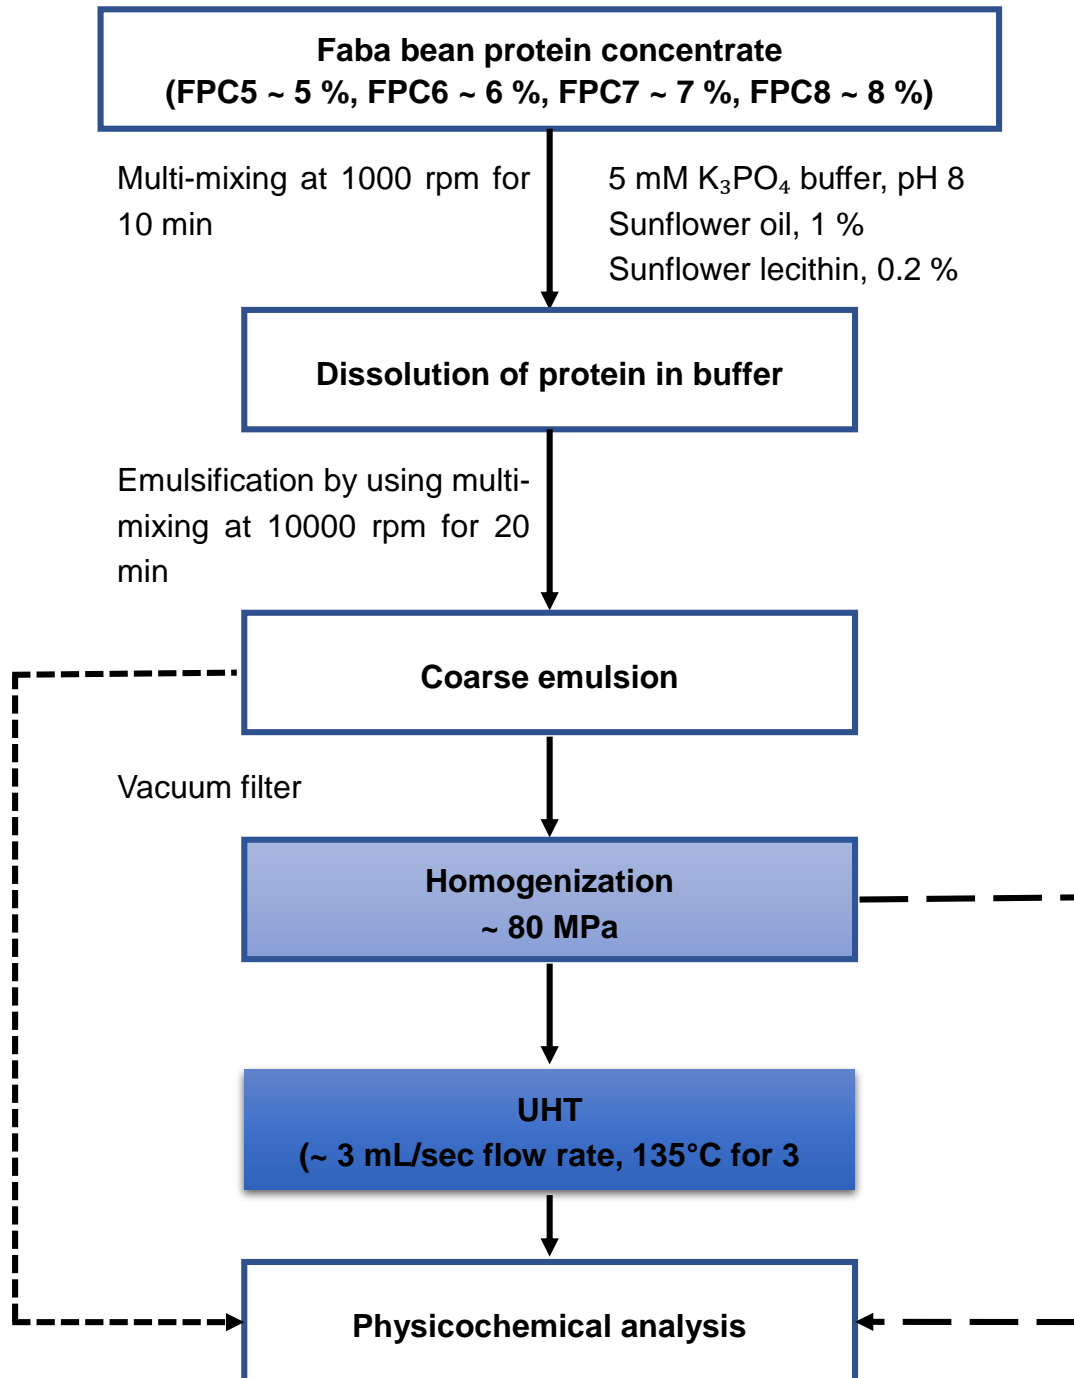 Faba bean protein concentrate
(FPC5 ~ 5 %, FPC6 ~ 6 %, FPC7 ~ 7 %, FPC8 ~ 8 %)
Multi-mixing at 1000 rpm for
10 min
5 mM K₃PO₄ buffer, pH 8
Sunflower oil, 1 %
Sunflower lecithin, 0.2 %
Dissolution of protein in buffer
Emulsification by using multi-
mixing at 10000 rpm for 20
min
Coarse emulsion
Vacuum filter
Homogenization
~ 80 MPa
UHT
(~ 3 mL/sec flow rate, 135°C for 3
Physicochemical analysis